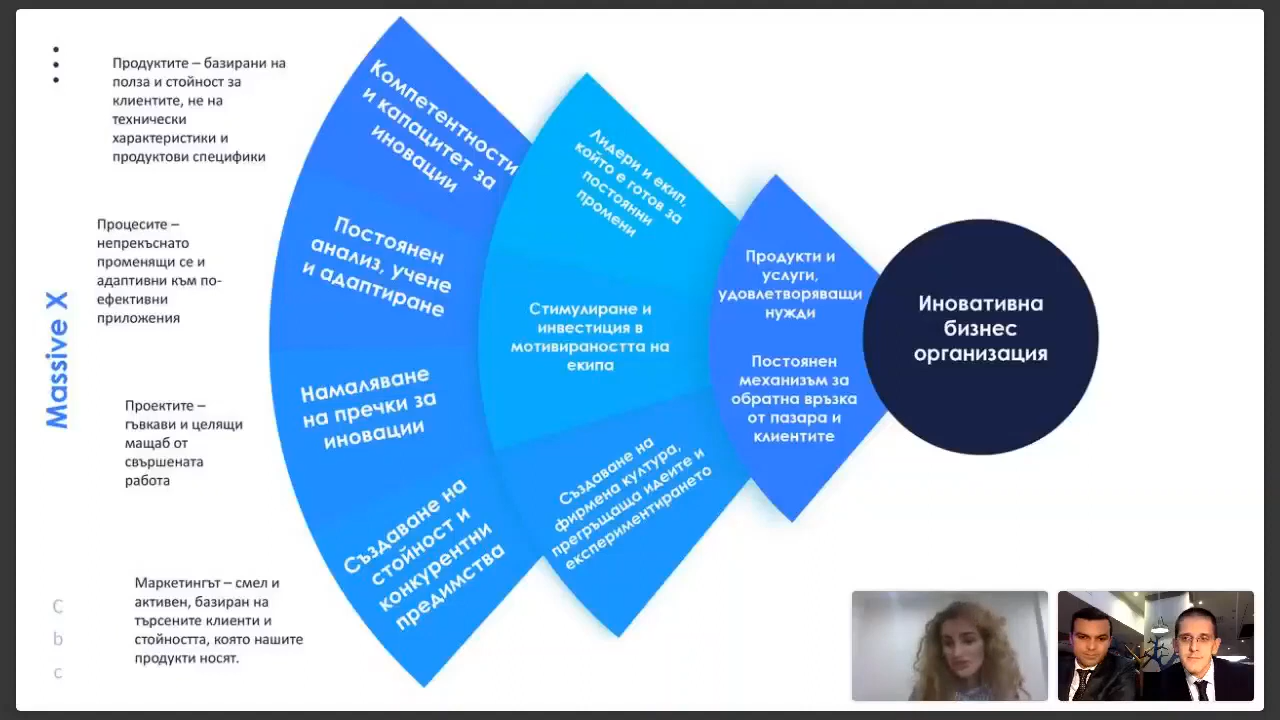 Продуктите – базирани на
полза и стойност за
клиентите, не на
технически
характеристики и
продуктови специфики
Процесите –
непрекъснато
променящи се и
адаптивни към по-
ефективни
приложения
Проектите –
гъвкави и целящи
мащаб от
свършената
работа
Маркетингът – смел и
активен, базиран на
търсените клиенти и
стойността, която нашите
продукти носят.
Massive X
C
b
c
Компетентности
и капацитет за
иновации
Постоянен
анализ, учене
и адаптиране
Намаляване
на пречки за
иновации
Създаване на
стойност и
конкурентни
предимства
Лидери и екип,
който е готов за
постоянни
промени
Стимулиране и
инвестиция в
мотивираността на
екипа
Създаване на
фирмена култура,
прегръщаща идеите и
експериментирането
Продукти и
услуги,
удовлетворяващи
нужди
Постоянен
механизъм за
обратна връзка
от пазара и
клиентите
Иновативна
бизнес
организация